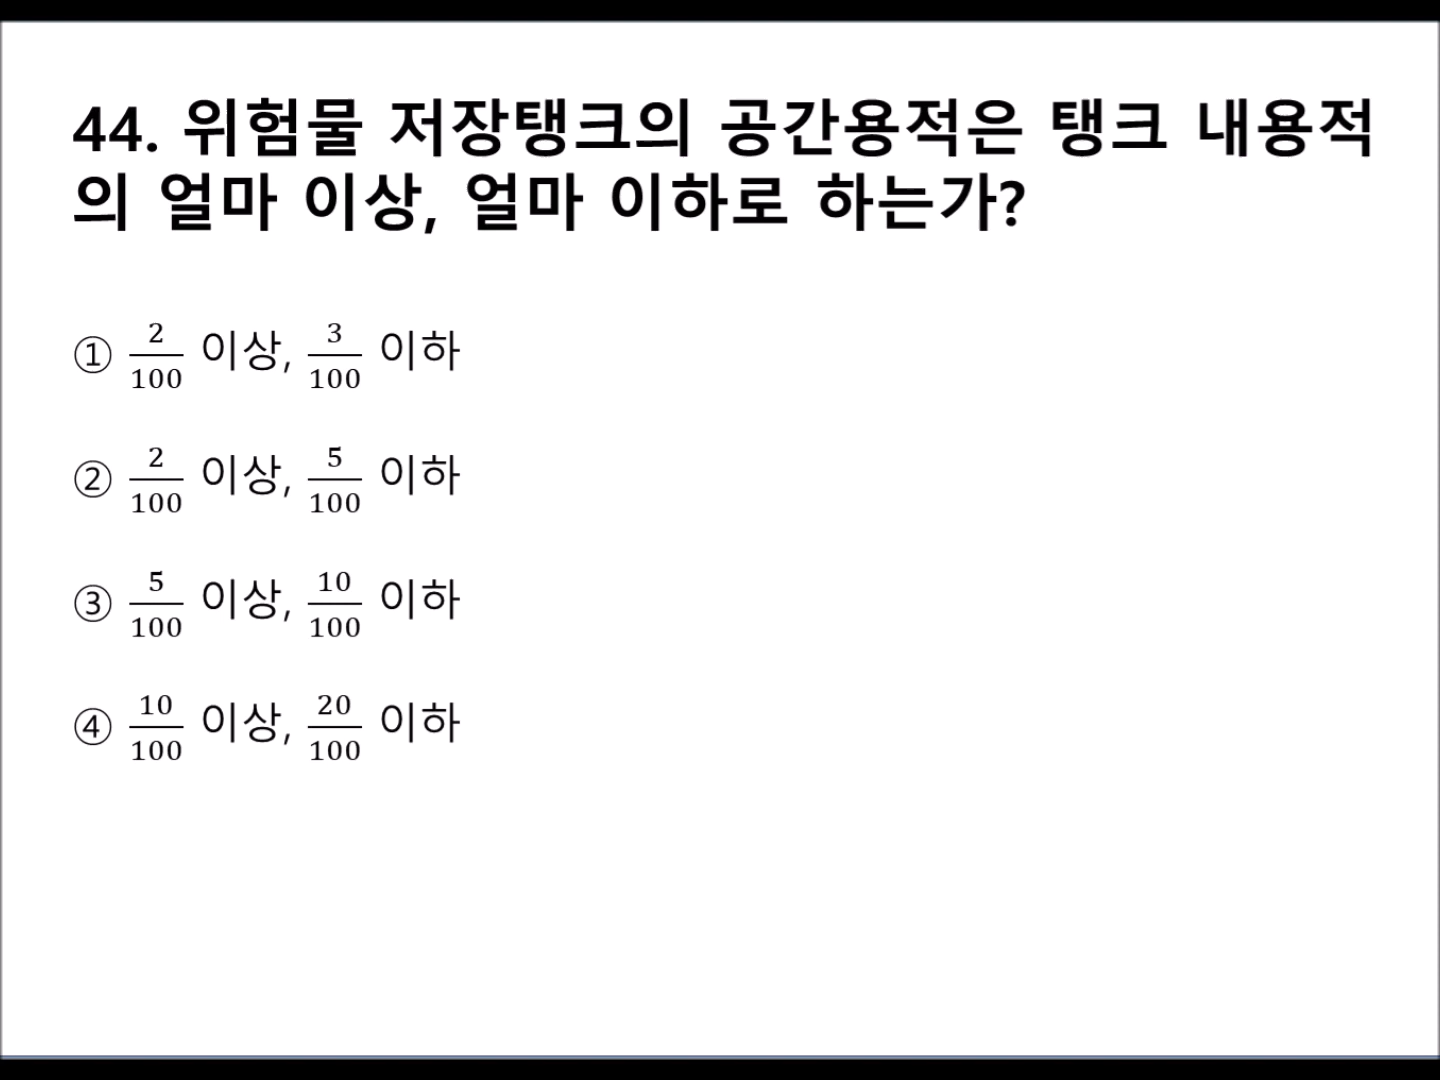 44. 위험물 저장탱크의 공간용적은 탱크 내용적
의 얼마 이상, 얼마 이하로 하는가?
① 2/100 이상, 3/100 이하
② 2/100 이상, 5/100 이하
③ 5/100 이상, 10/100 이하
④ 10/100 이상, 20/100 이하